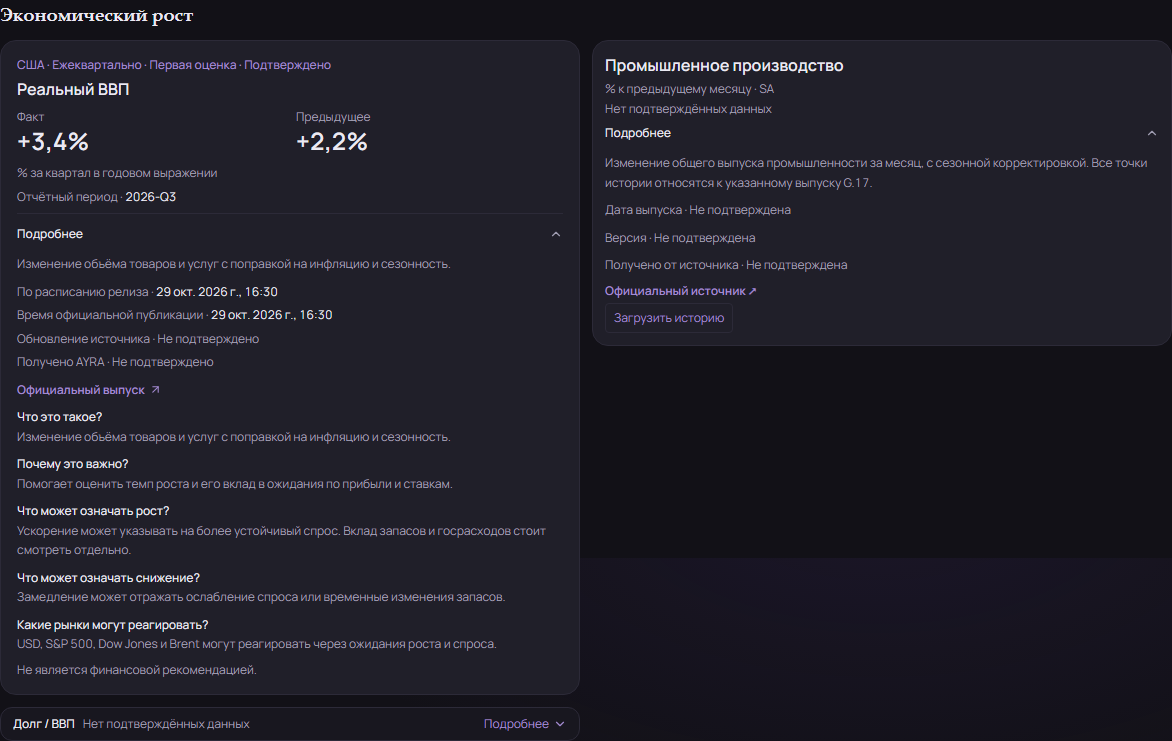 Экономический рост
США · Ежеквартально · Первая оценка · Подтверждено
Реальный ВВП
Факт
Предыдущее
+3,4%
+2,2%
% за квартал в годовом выражении
Отчётный период · 2026-Q3
Подробнее
Изменение объёма товаров и услуг с поправкой на инфляцию и сезонность.
По расписанию релиза · 29 окт. 2026 г., 16:30
Время официальной публикации · 29 окт. 2026 г., 16:30
Обновление источника · Не подтверждено
Получено AYRA · Не подтверждено
Официальный выпуск ↗
Что это такое?
Изменение объёма товаров и услуг с поправкой на инфляцию и сезонность.
Почему это важно?
Помогает оценить темп роста и его вклад в ожидания по прибыли и ставкам.
Что может означать рост?
Ускорение может указывать на более устойчивый спрос. Вклад запасов и госрасходов стоит
смотреть отдельно.
Что может означать снижение?
Замедление может отражать ослабление спроса или временные изменения запасов.
Какие рынки могут реагировать?
USD, S&P 500, Dow Jones и Brent могут реагировать через ожидания роста и спроса.
Не является финансовой рекомендацией.
Долг / ВВП Нет подтверждённых данных
Подробнее
Промышленное производство
% к предыдущему месяцу · SA
Нет подтверждённых данных
Подробнее
Изменение общего выпуска промышленности за месяц, с сезонной корректировкой. Все точки
истории относятся к указанному выпуску G.17.
Дата выпуска · Не подтверждена
Версия · Не подтверждена
Получено от источника · Не подтверждена
Официальный источник ↗
Загрузить историю